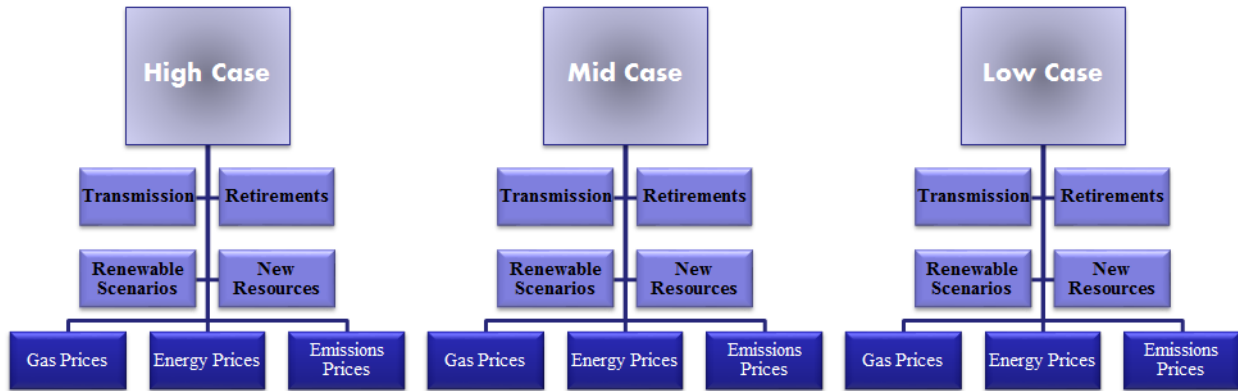 High Case
Transmission
Retirements
Renewable
Scenarios
New
Resources
Gas Prices
Energy Prices
Emissions
Prices
Mid Case
Transmission
Retirements
Renewable
Scenarios
New
Resources
Gas Prices
Energy Prices
Emissions
Prices
Low Case
Transmission
Retirements
Renewable
Scenarios
New
Resources
Gas Prices
Energy Prices
Emissions
Prices